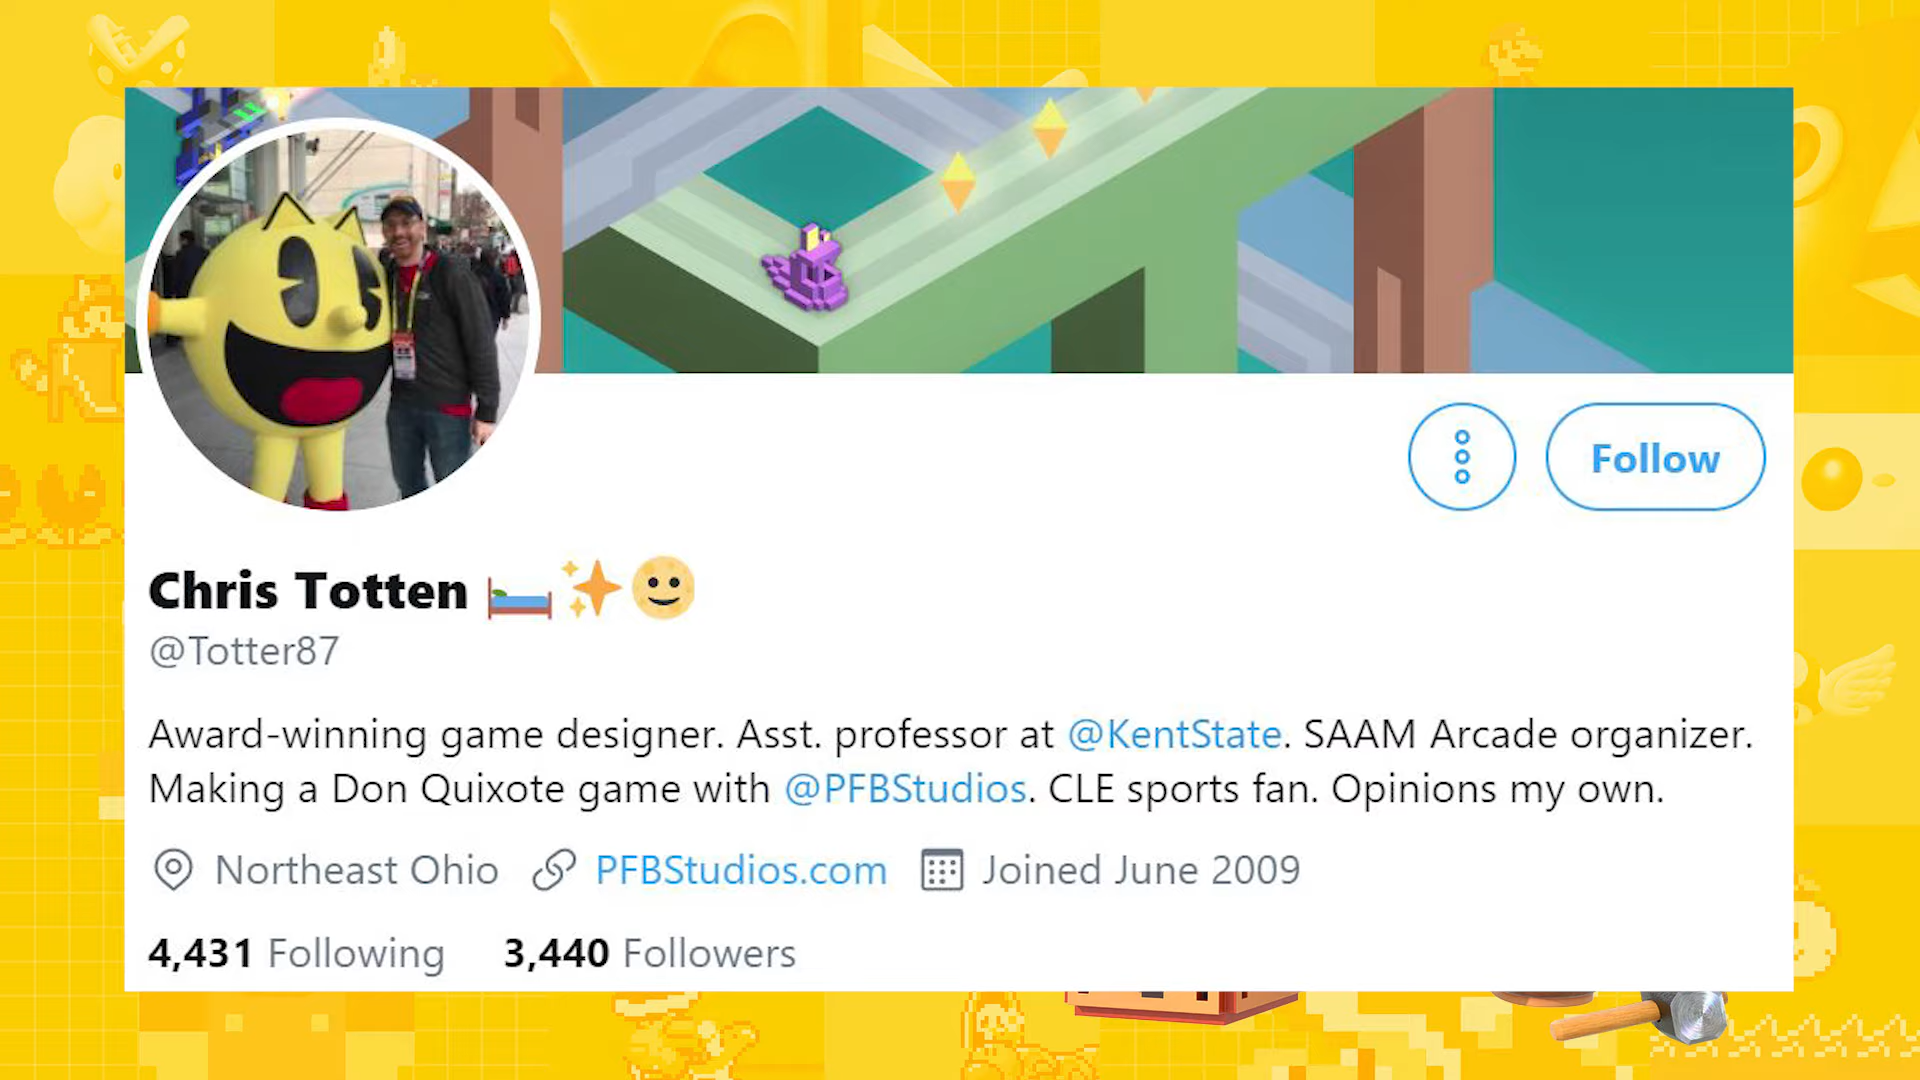 Follow
Chris Totten
@Totter87
Award-winning game designer. Asst. professor at @KentState. SAAM Arcade organizer.
Making a Don Quixote game with @PFBStudios. CLE sports fan. Opinions my own.
Northeast Ohio PFBStudios.com Joined June 2009
4,431 Following 3,440 Followers